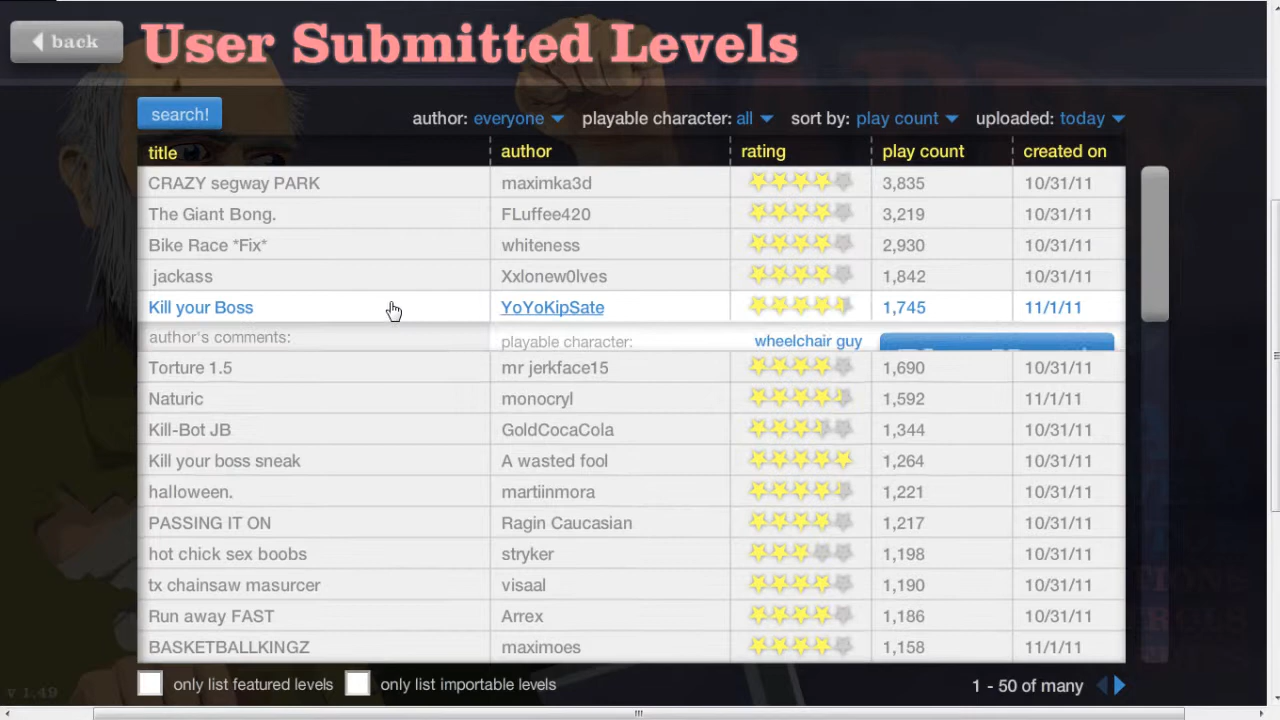 back
User Submitted Levels
search!
author: everyone playable character: all sort by: play count uploaded: today
title author rating play count created on
CRAZY segway PARK maximka3d 3,835 10/31/11
The Giant Bong. FLuffee420 3,219 10/31/11
Bike Race *Fix* whiteness 2,930 10/31/11
jackass Xxlonew0lves 1,842 10/31/11
Kill your Boss YoYoKipSate 1,745 11/1/11
author's comments: playable character: wheelchair guy
Torture 1.5 mr jerkface15 1,690 10/31/11
Naturic monocryl 1,592 11/1/11
Kill-Bot JB GoldCocaCola 1,344 10/31/11
Kill your boss sneak A wasted fool 1,264 10/31/11
halloween. martiinmora 1,221 10/31/11
PASSING IT ON Ragin Caucasian 1,217 10/31/11
hot chick sex boobs stryker 1,198 10/31/11
tx chainsaw masurcer visaal 1,190 10/31/11
Run away FAST Arrex 1,186 10/31/11
BASKETBALLKINGZ maximoes 1,158 11/1/11
only list featured levels only list importable levels 1 - 50 of many
v 1.49